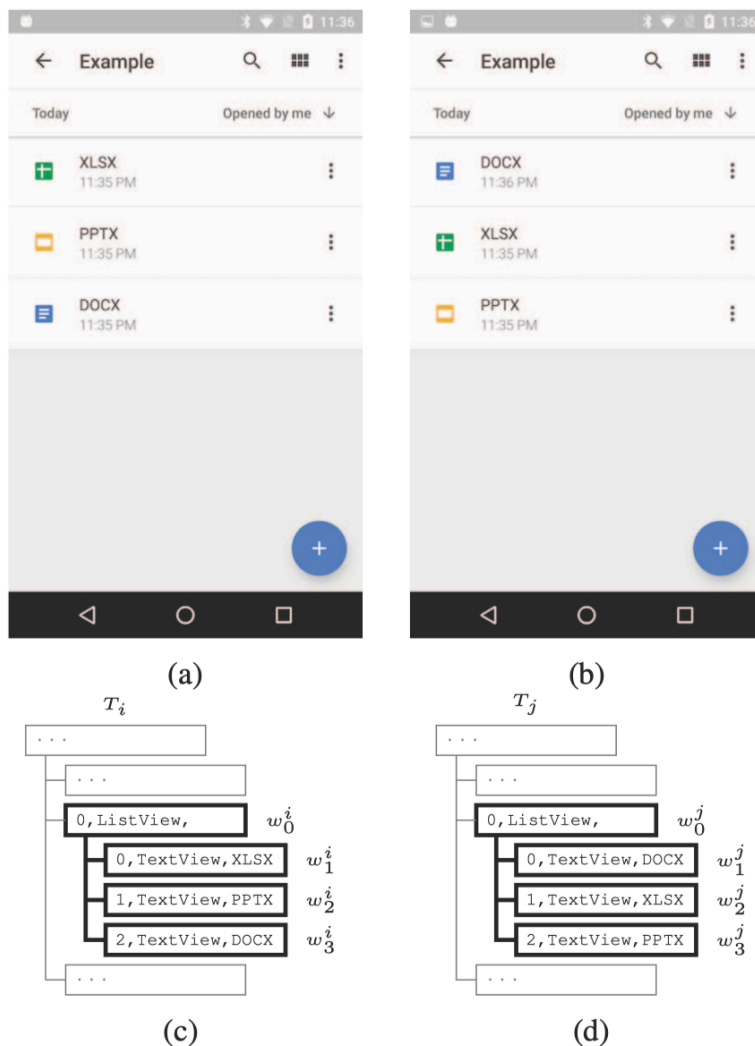 11:36
Example
Today Opened by me
XLSX
11:35 PM
PPTX
11:35 PM
DOCX
11:35 PM
(a)
11:36
Example
Today Opened by me
DOCX
11:36 PM
XLSX
11:35 PM
PPTX
11:35 PM
(b)
T_i
...
...
0,ListView, w_0^i
0,TextView,XLSX w_1^i
1,TextView,PPTX w_2^i
2,TextView,DOCX w_3^i
...
(c)
T_j
...
...
0,ListView, w_0^j
0,TextView,DOCX w_1^j
1,TextView,XLSX w_2^j
2,TextView,PPTX w_3^j
...
(d)